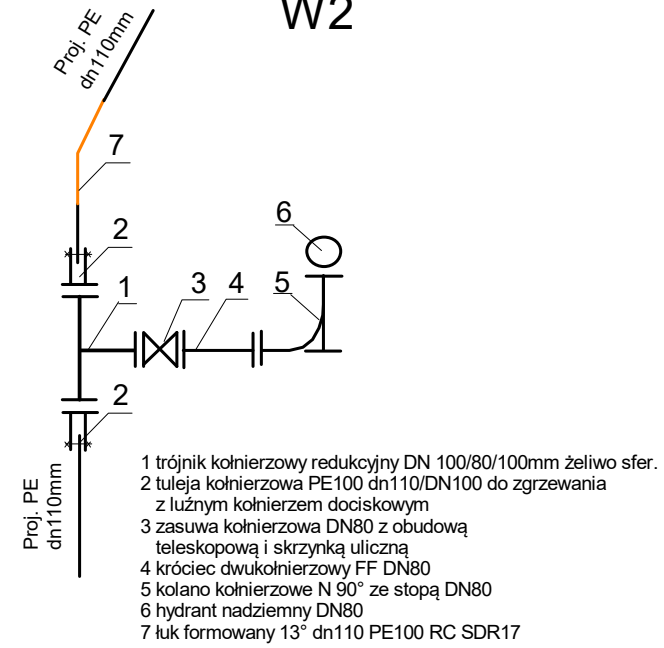 W2
Proj. PE
dn110mm
7
2
6
1
3
4
5
2
Proj. PE
dn110mm
1 trójnik kołnierzowy redukcyjny DN 100/80/100mm żeliwo sfer.
2 tuleja kołnierzowa PE100 dn110/DN100 do zgrzewania
z luźnym kołnierzem dociskowym
3 zasuwa kołnierzowa DN80 z obudową
teleskopową i skrzynką uliczną
4 króciec dwukołnierzowy FF DN80
5 kolano kołnierzowe N 90° ze stopą DN80
6 hydrant nadziemny DN80
7 łuk formowany 13° dn110 PE100 RC SDR17